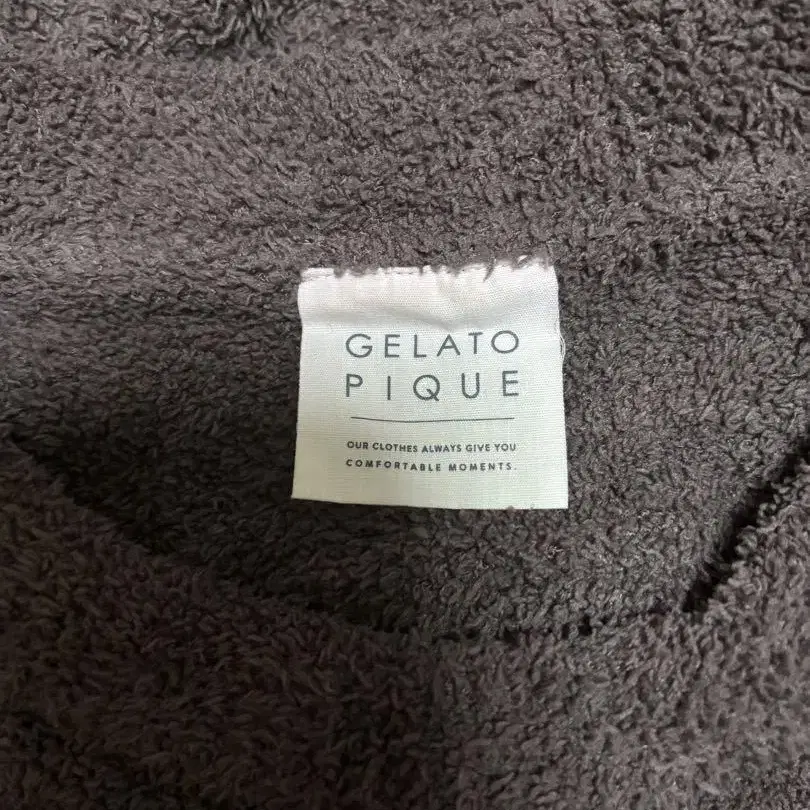 GELATO
PIQUE
OUR CLOTHES ALWAYS GIVE YOU
COMFORTABLE MOMENTS.